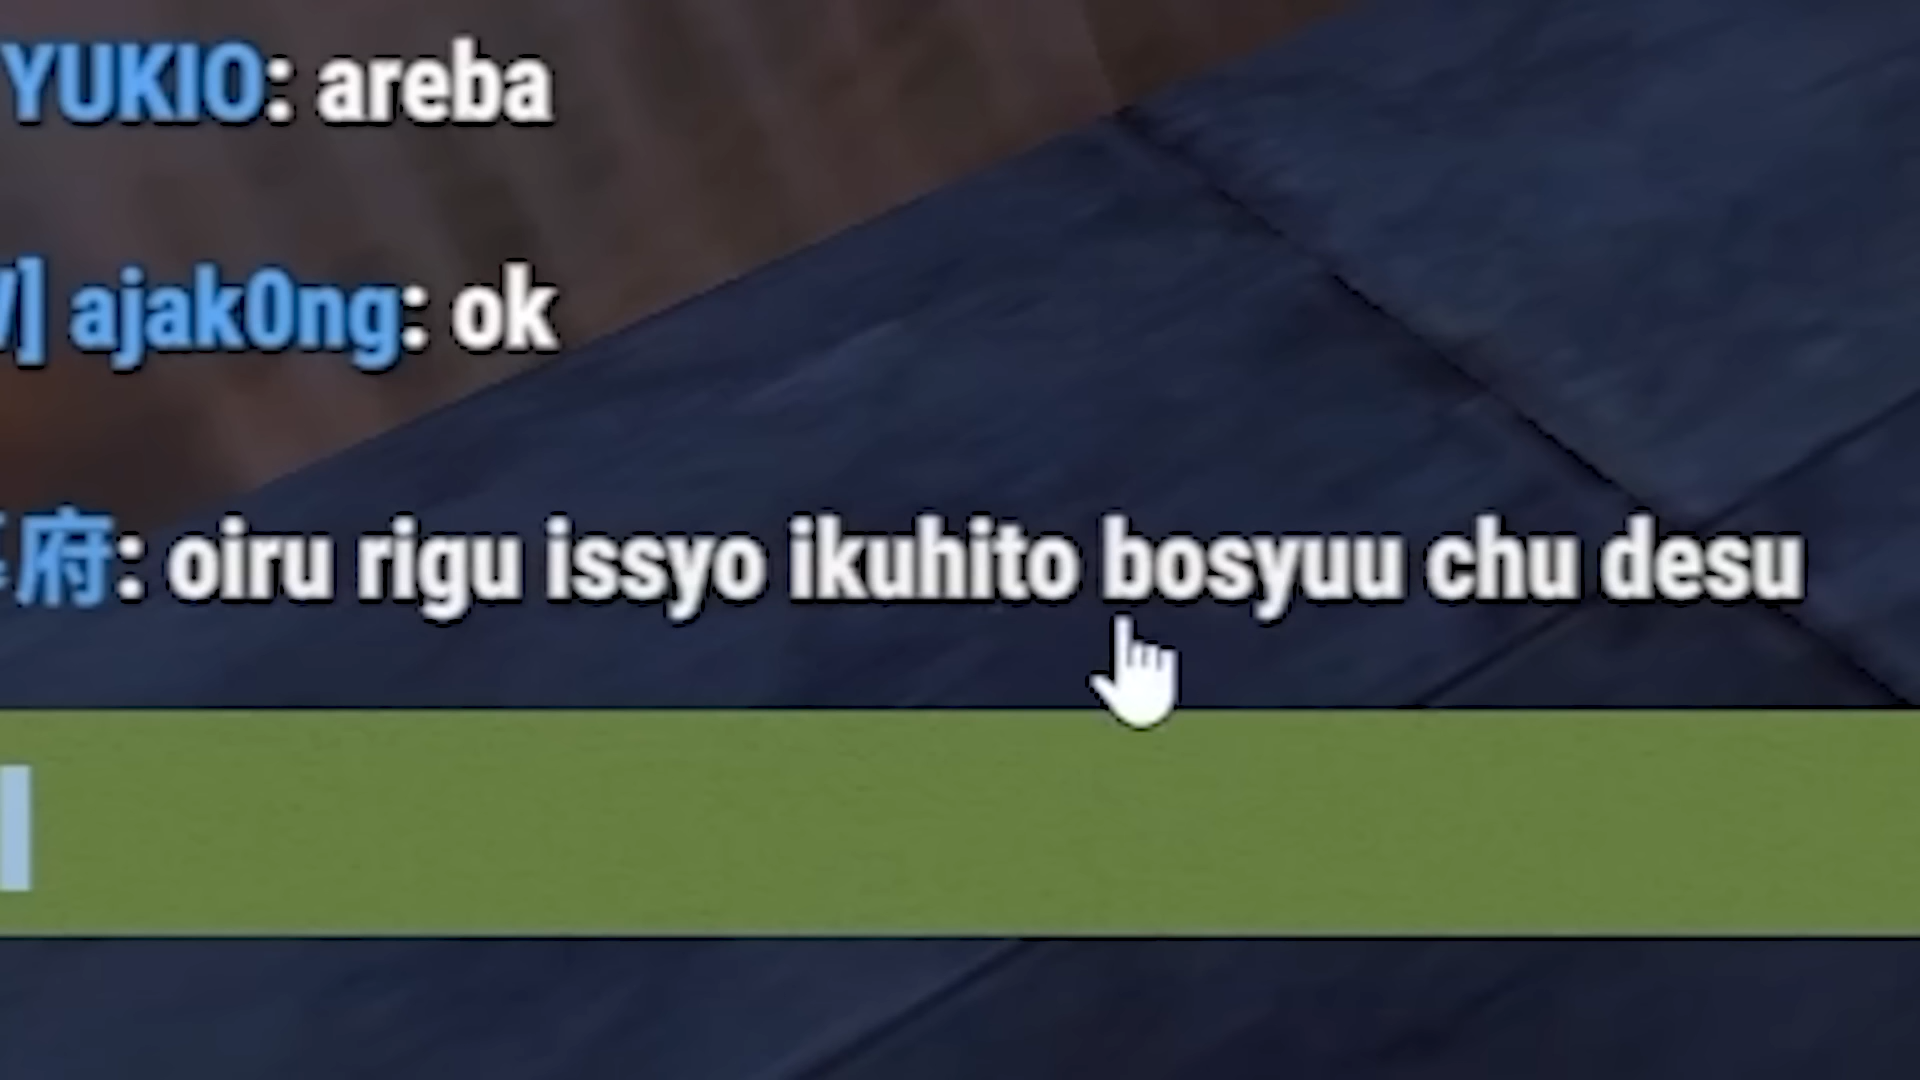 YUKIO: areba
] ajak0ng: ok
府: oiru rigu issyo ikuhito bosyuu chu desu